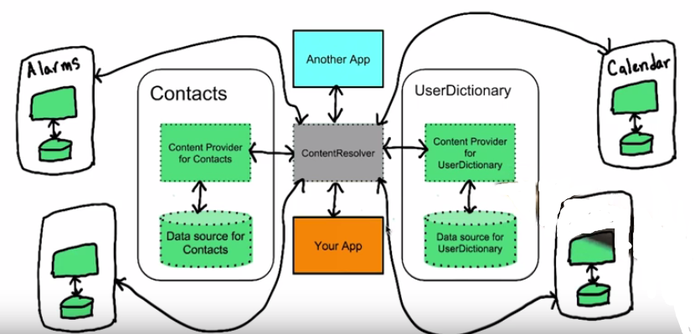 Alarms
Another App
Calendar
Contacts
UserDictionary
Content Provider
for Contacts
ContentResolver
Content Provider
for
UserDictionary
Data source for
Contacts
Your App
Data source for
UserDictionary